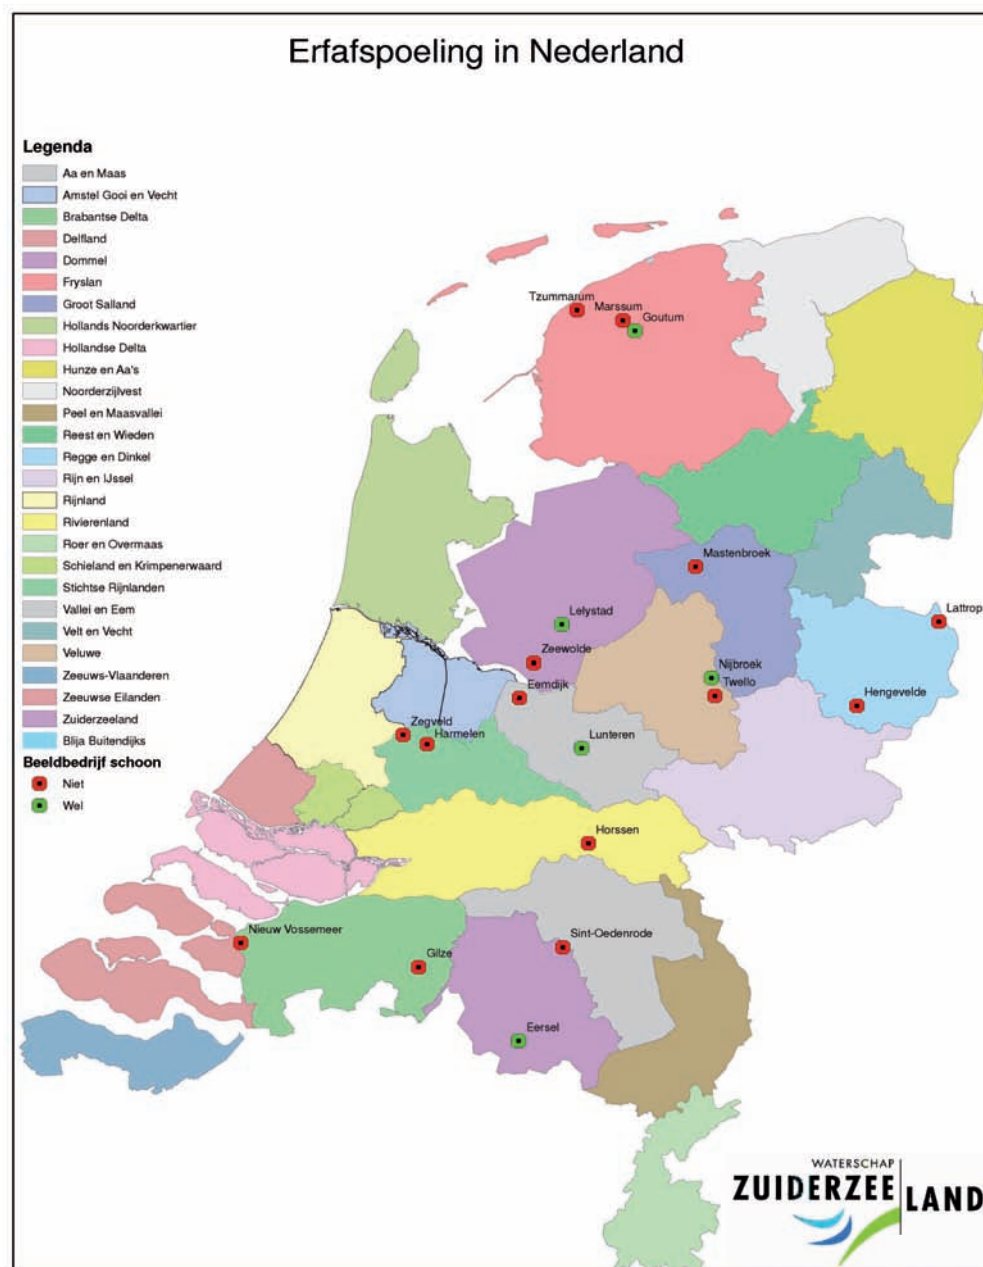 Erfafspoeling in Nederland
Legenda
Aa en Maas
Amstel Gooi en Vecht
Brabantse Delta
Delfland
Dommel
Fryslan
Groot Salland
Hollands Noorderkwartier
Hollandse Delta
Hunze en Aa's
Noorderzijlvest
Peel en Maasvallei
Reest en Wieden
Regge en Dinkel
Rijn en IJssel
Rijnland
Rivierenland
Roer en Overmaas
Schieland en Krimpenerwaard
Stichtse Rijnlanden
Vallei en Eem
Velt en Vecht
Veluwe
Zeeuws-Vlaanderen
Zeeuwse Eilanden
Zuiderzeeland
Blija Buitendijks
Beeldbedrijf schoon
Niet
Wel
Tzummarum
Marssum
Goutum
Mastenbroek
Lattrop
Lelystad
Zeewolde
Nijbroek
Eemdijk
Twello
Hengevelde
Zegveld
Harmelen
Lunteren
Horssen
Nieuw Vossemeer
Sint-Oedenrode
Gilze
Eersel
WATERSCHAP
ZUIDERZEE LAND